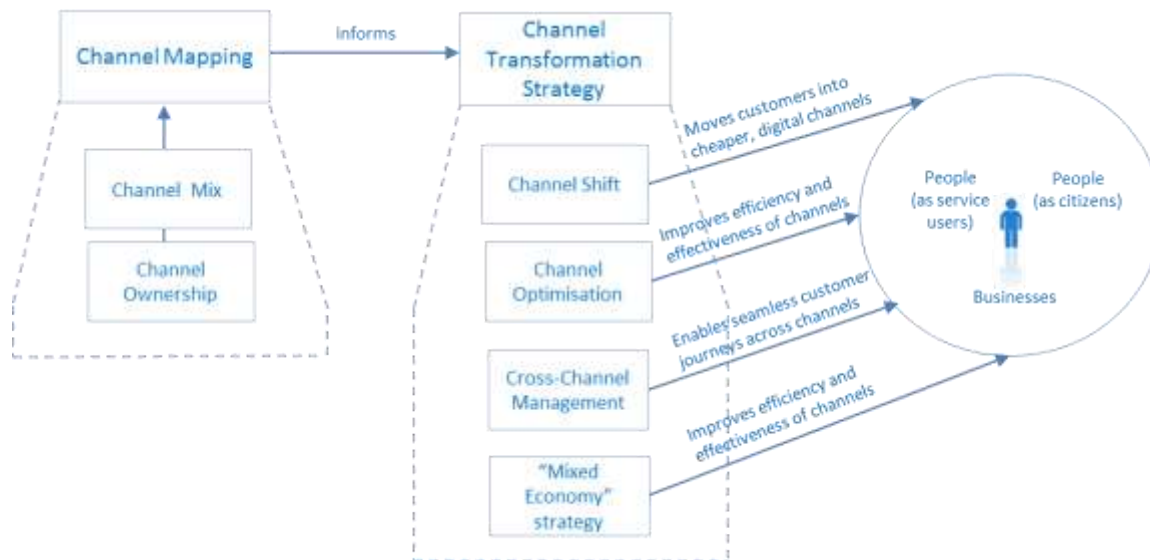 Channel Mapping
Informs
Channel
Transformation
Strategy
Channel Mix
Channel
Ownership
Channel Shift
Channel
Optimisation
Cross-Channel
Management
“Mixed
Economy”
strategy
Moves customers into
cheaper, digital channels
Improves efficiency and
effectiveness of channels
Enables seamless customer
journeys across channels
Improves efficiency and
effectiveness of channels
People
(as service
users)
People
(as citizens)
Businesses